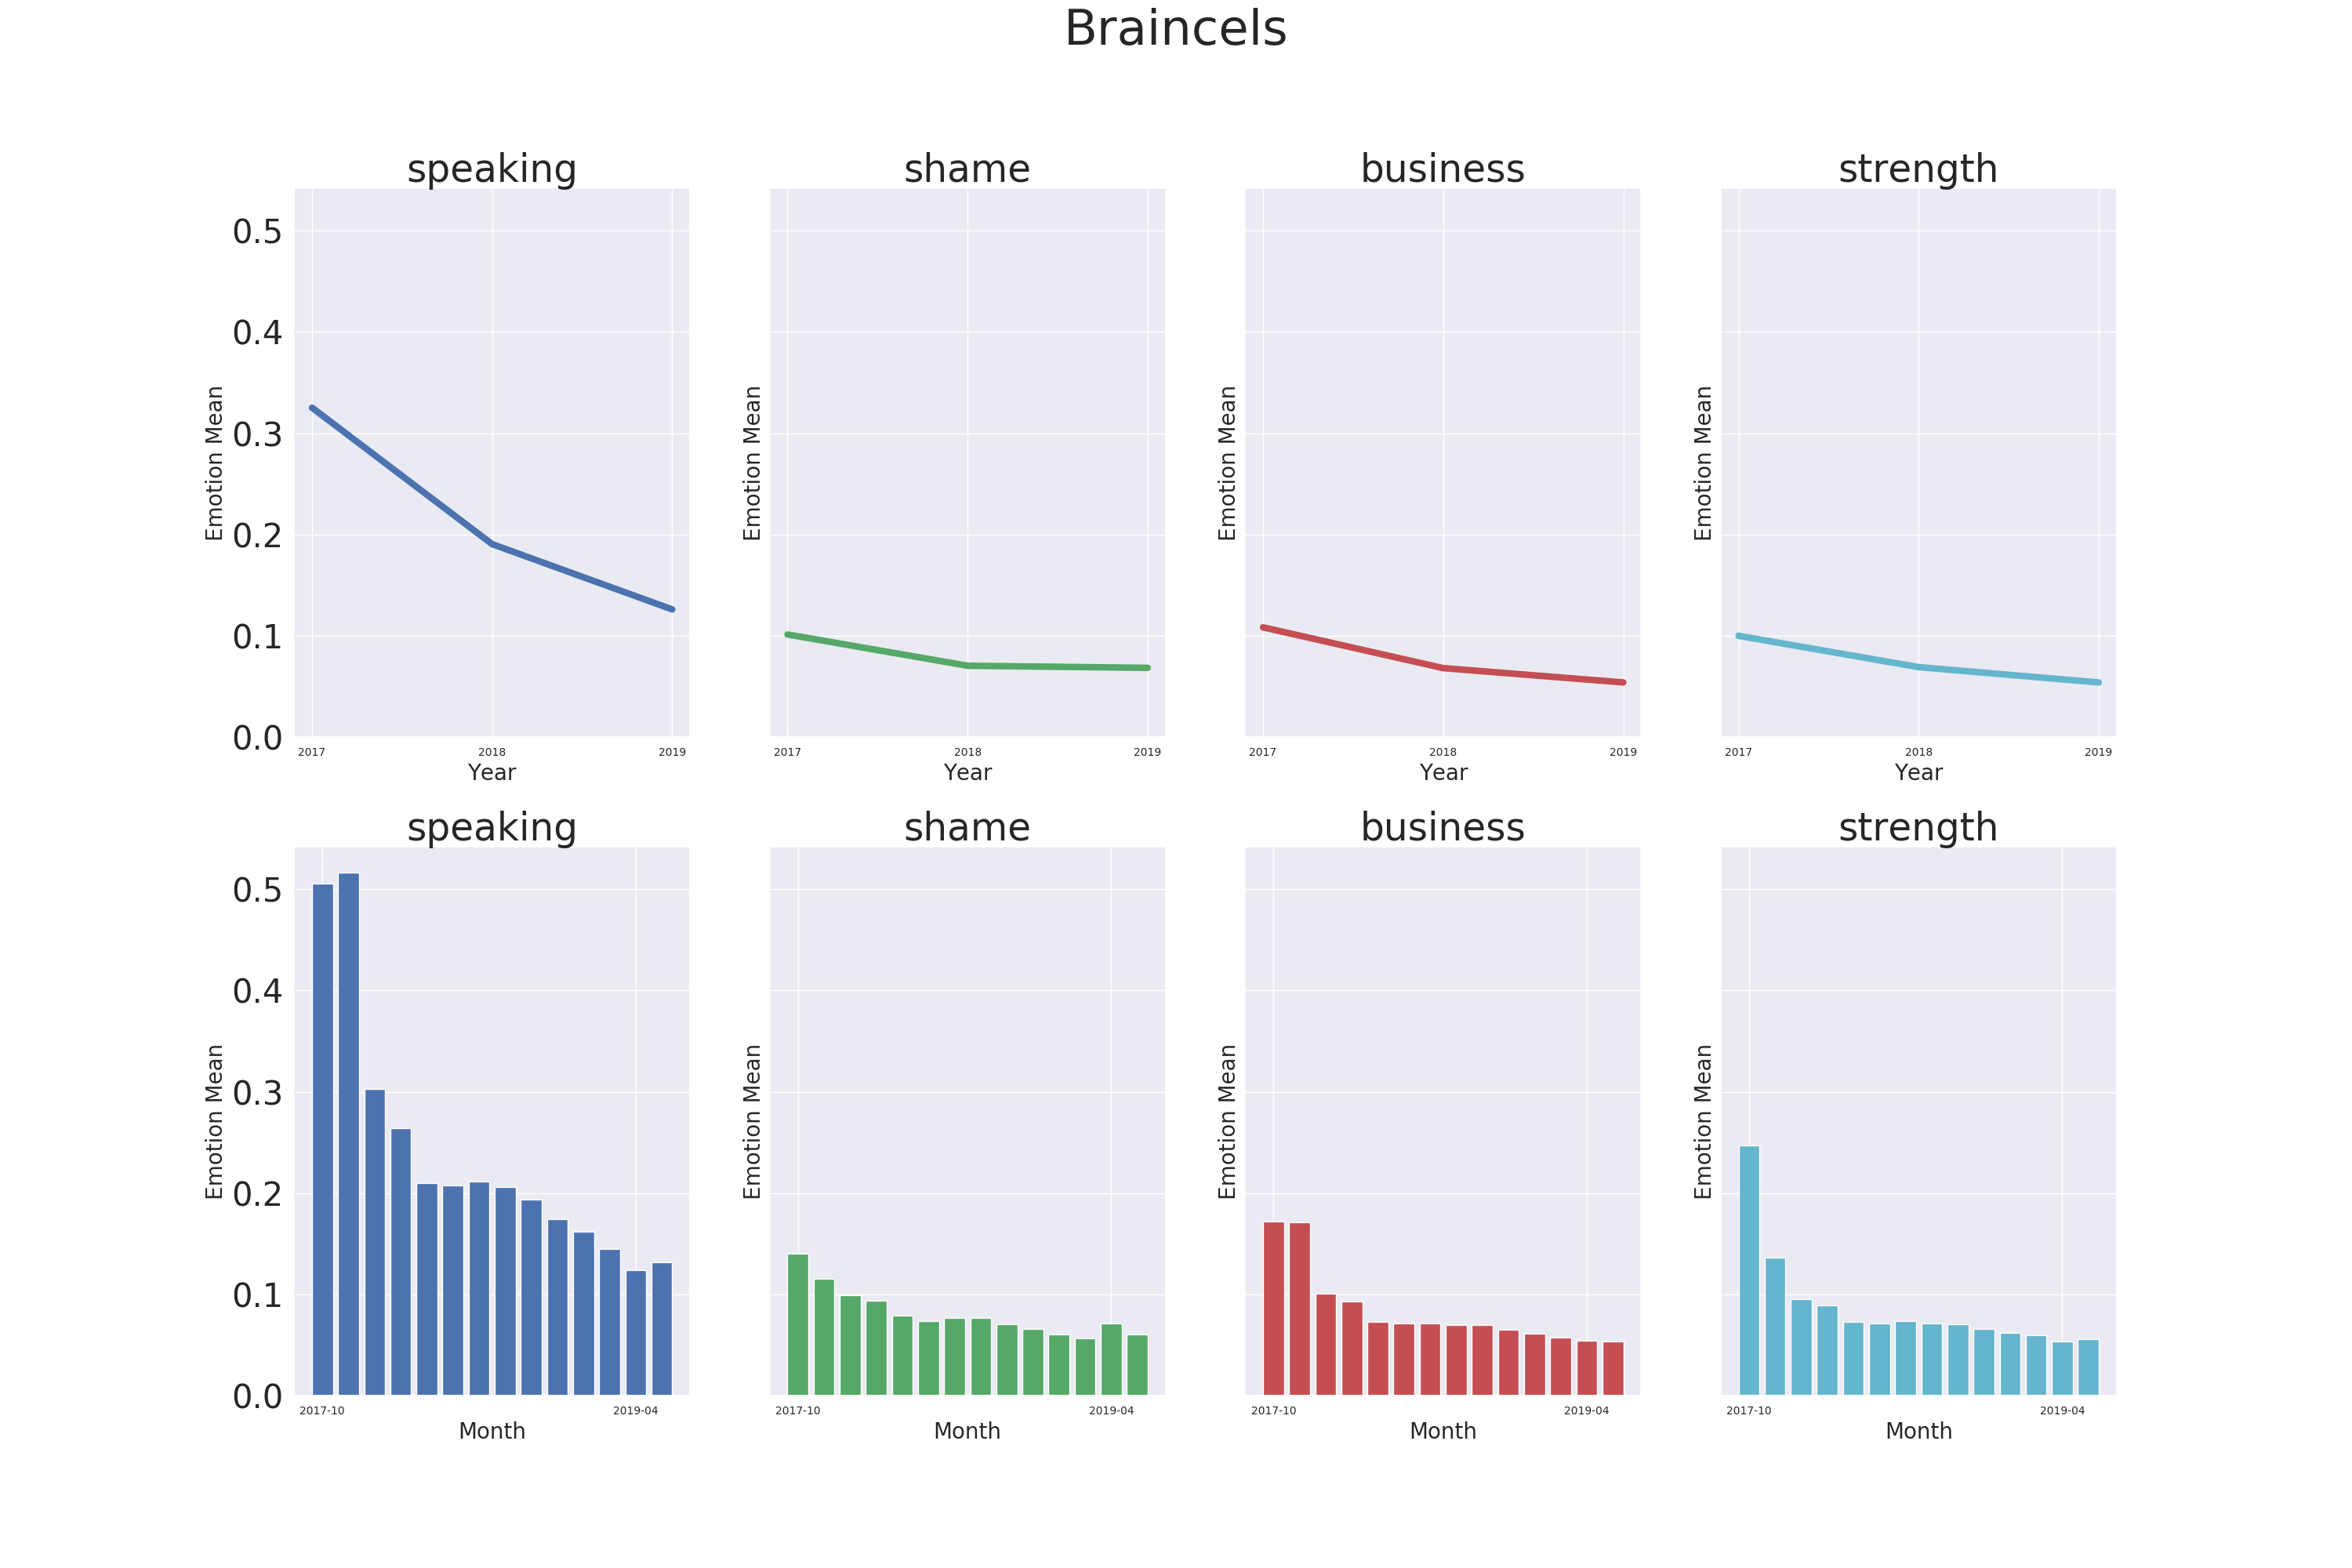 Braincels
speaking shame business strength
0.5
0.4
0.3
0.2
0.1
0.0
Emotion Mean Emotion Mean Emotion Mean Emotion Mean
2017 2018 2019 2017 2018 2019 2017 2018 2019 2017 2018 2019
Year Year Year Year
speaking shame business strength
0.5
0.4
0.3
0.2
0.1
0.0
Emotion Mean Emotion Mean Emotion Mean Emotion Mean
2017-10 2019-04 2017-10 2019-04 2017-10 2019-04 2017-10 2019-04
Month Month Month Month